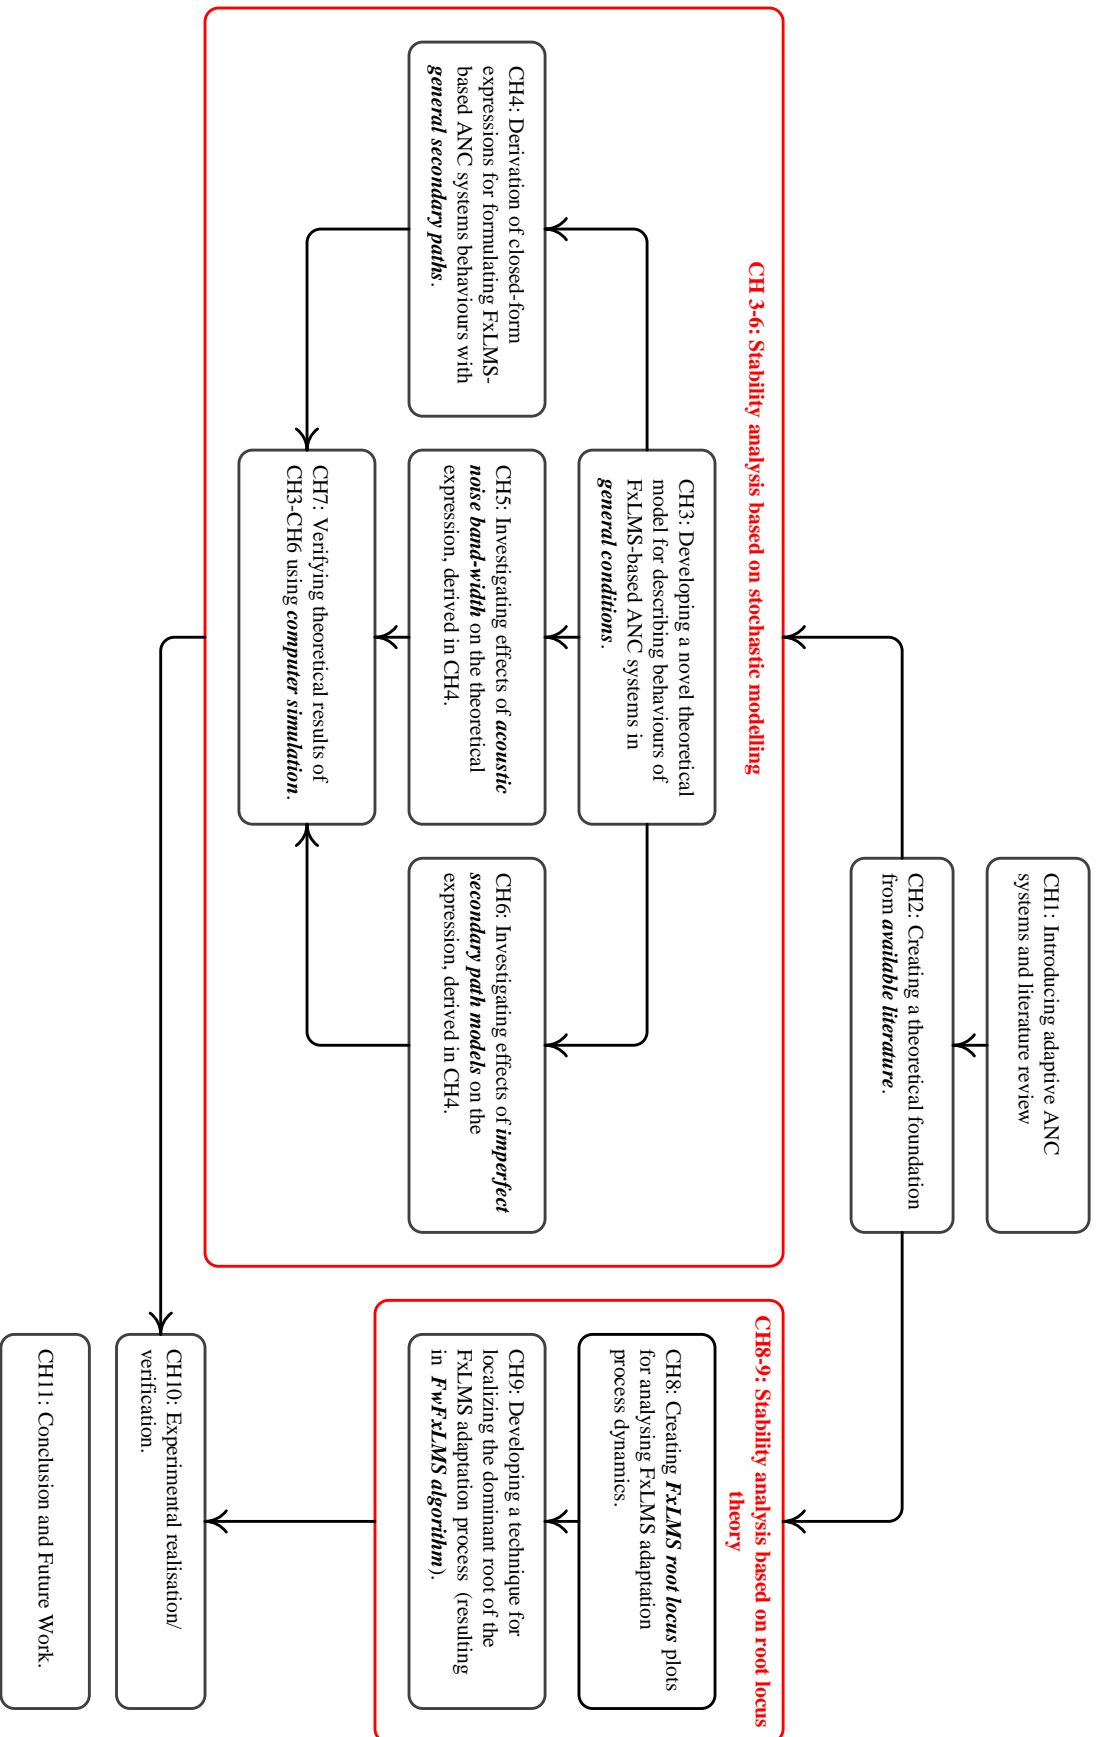 CH1: Introducing adaptive ANC
systems and literature review
CH2: Creating a theoretical foundation
from available literature.
CH 3-6: Stability analysis based on stochastic modelling
CH3: Developing a novel theoretical
model for describing behaviours of
FxLMS-based ANC systems in
general conditions.
CH4: Derivation of closed-form
expressions for formulating FxLMS-
based ANC systems behaviours with
general secondary paths.
CH5: Investigating effects of acoustic
noise band-width on the theoretical
expression, derived in CH4.
CH6: Investigating effects of imperfect
secondary path models on the
expression, derived in CH4.
CH7: Verifying theoretical results of
CH3-CH6 using computer simulation.
CH8-9: Stability analysis based on root locus
theory
CH8: Creating FxLMS root locus plots
for analysing FxLMS adaptation
process dynamics.
CH9: Developing a technique for
localizing the dominant root of the
FxLMS adaptation process (resulting
in FwFxLMS algorithm).
CH10: Experimental realisation/
verification.
CH11: Conclusion and Future Work.